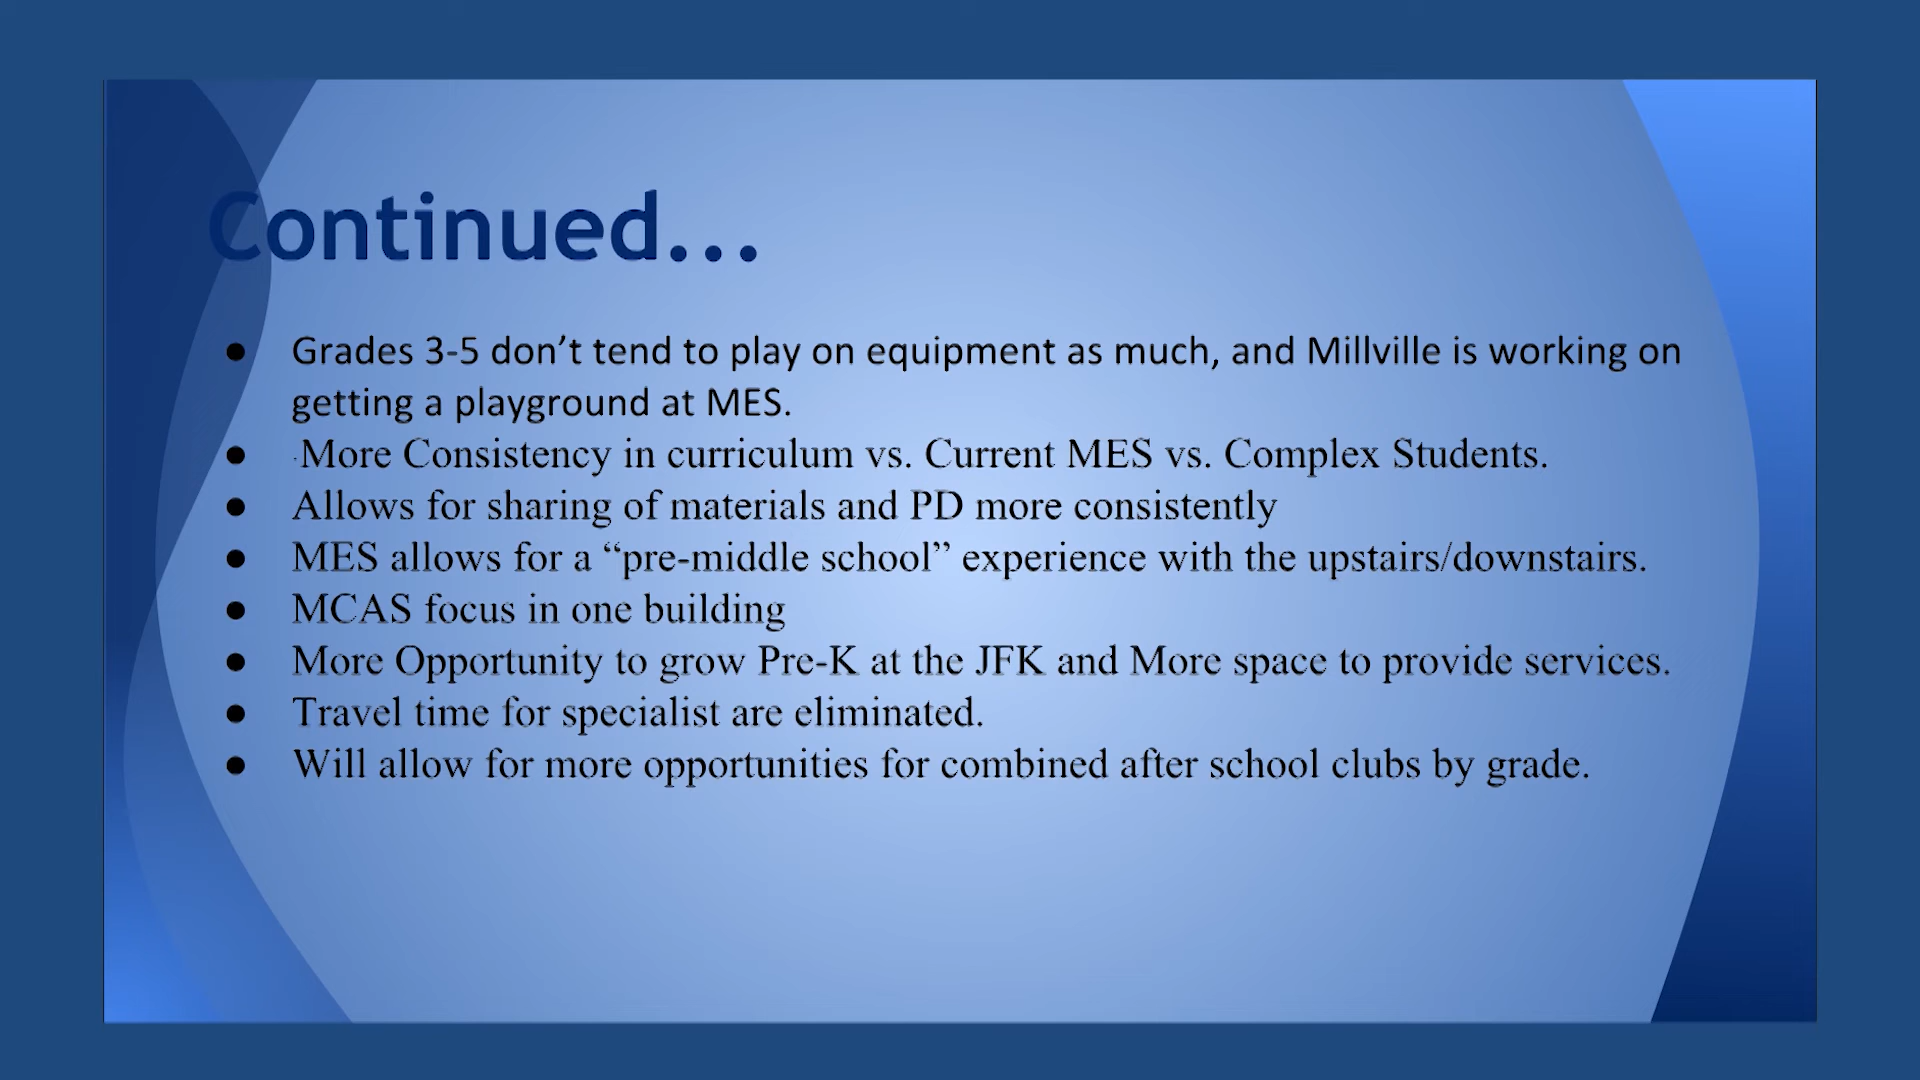 Continued...
● Grades 3-5 don’t tend to play on equipment as much, and Millville is working on
getting a playground at MES.
● ·More Consistency in curriculum vs. Current MES vs. Complex Students.
● Allows for sharing of materials and PD more consistently
● MES allows for a “pre-middle school” experience with the upstairs/downstairs.
● MCAS focus in one building
● More Opportunity to grow Pre-K at the JFK and More space to provide services.
● Travel time for specialist are eliminated.
● Will allow for more opportunities for combined after school clubs by grade.